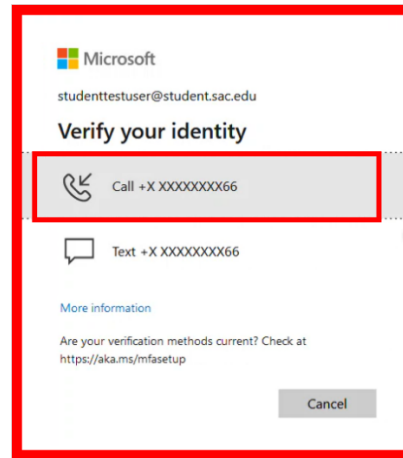 Microsoft
studenttestuser@student.sac.edu
Verify your identity
Call +X XXXXXXXX66
Text +X XXXXXXXX66
More information
Are your verification methods current? Check at
https://aka.ms/mfasetup
Cancel